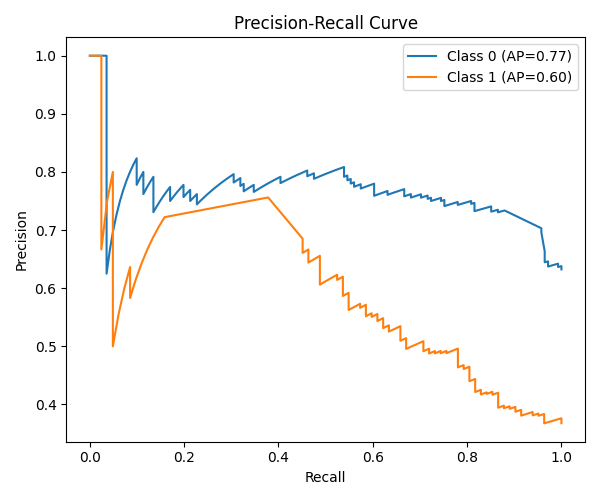 Precision-Recall Curve
Class 0 (AP=0.77)
Class 1 (AP=0.60)
Precision
1.0
0.9
0.8
0.7
0.6
0.5
0.4
0.0 0.2 0.4 0.6 0.8 1.0
Recall